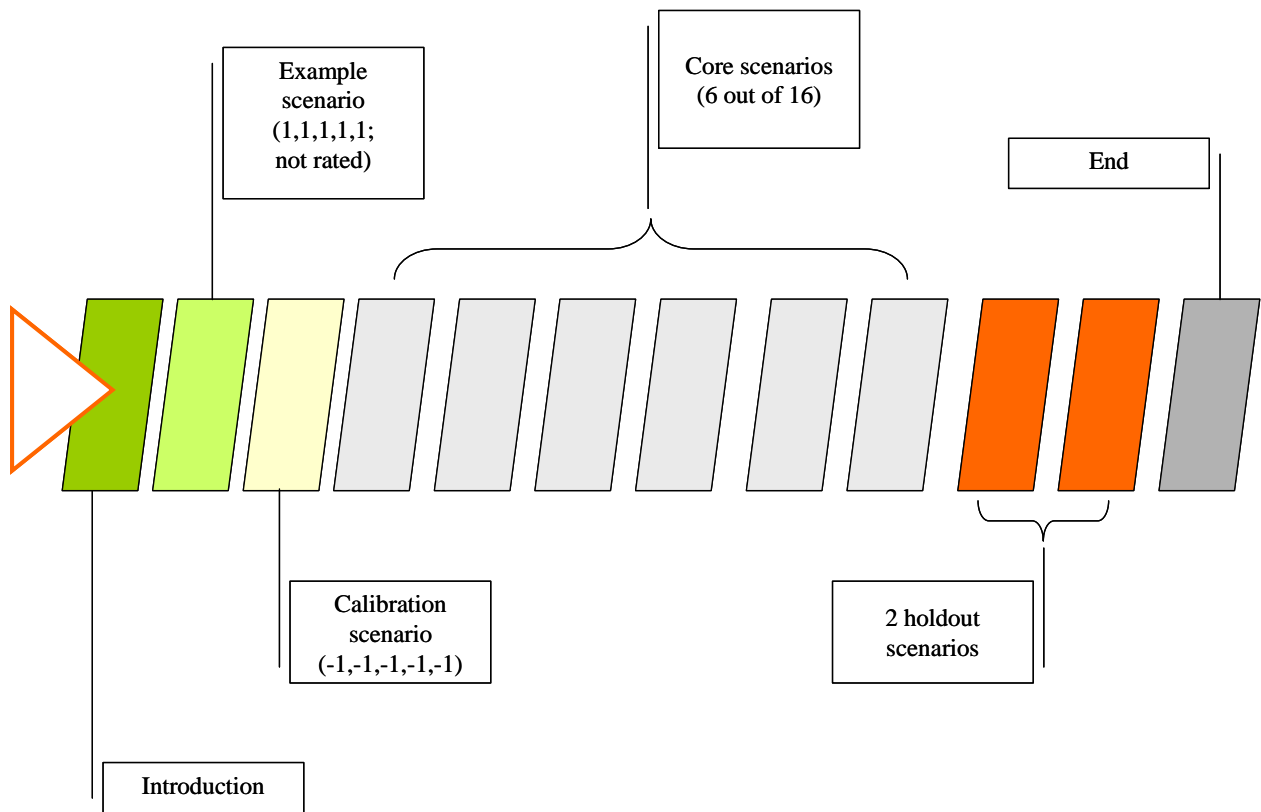 Example
scenario
(1,1,1,1,1;
not rated)
Core scenarios
(6 out of 16)
End
Calibration
scenario
(-1,-1,-1,-1,-1)
2 holdout
scenarios
Introduction